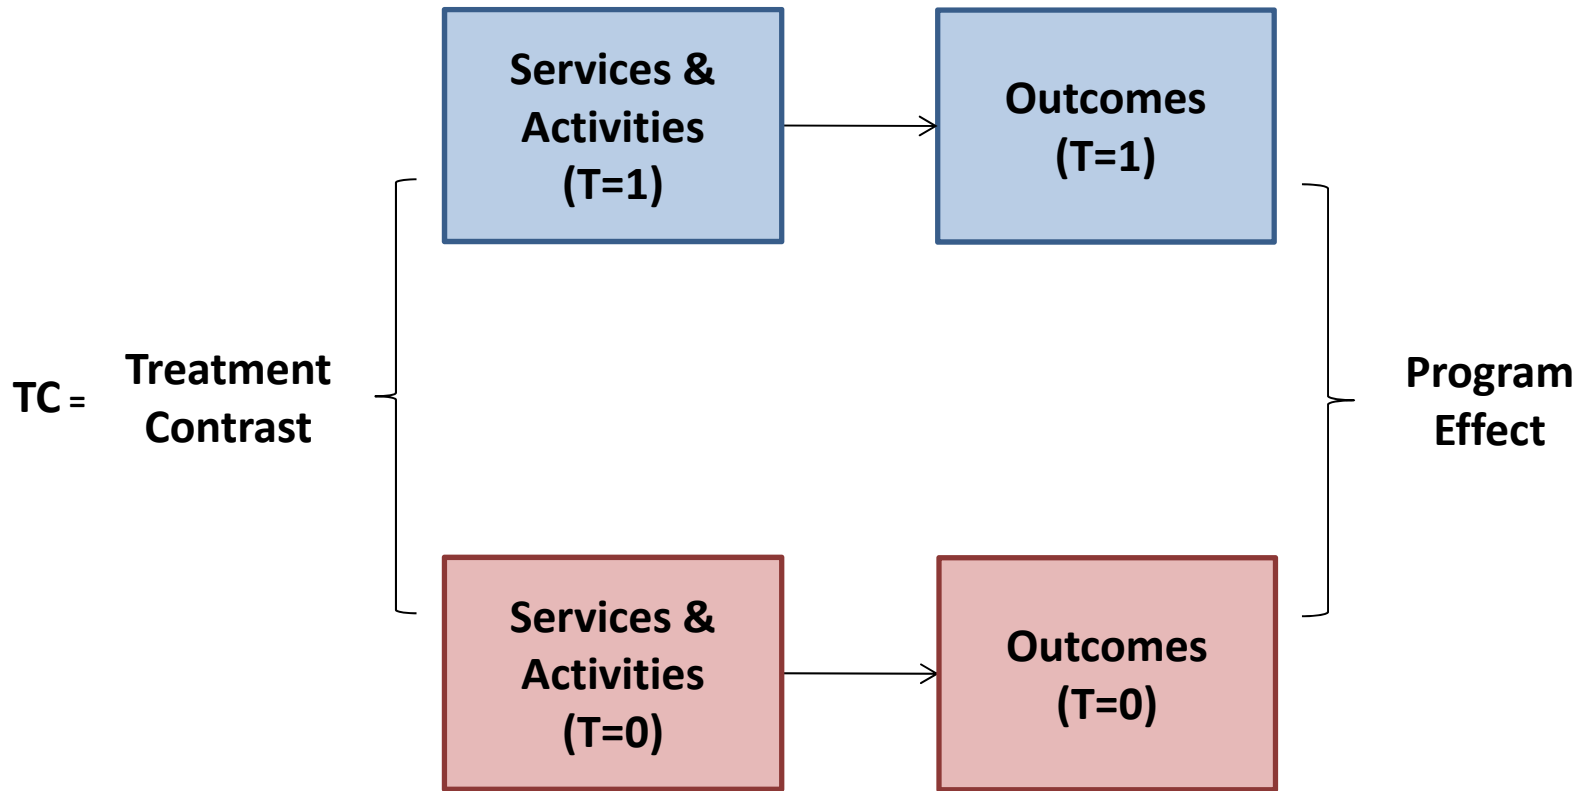 Services &
Activities
(T=1)
Outcomes
(T=1)
TC =
Treatment
Contrast
Program
Effect
Services &
Activities
(T=0)
Outcomes
(T=0)